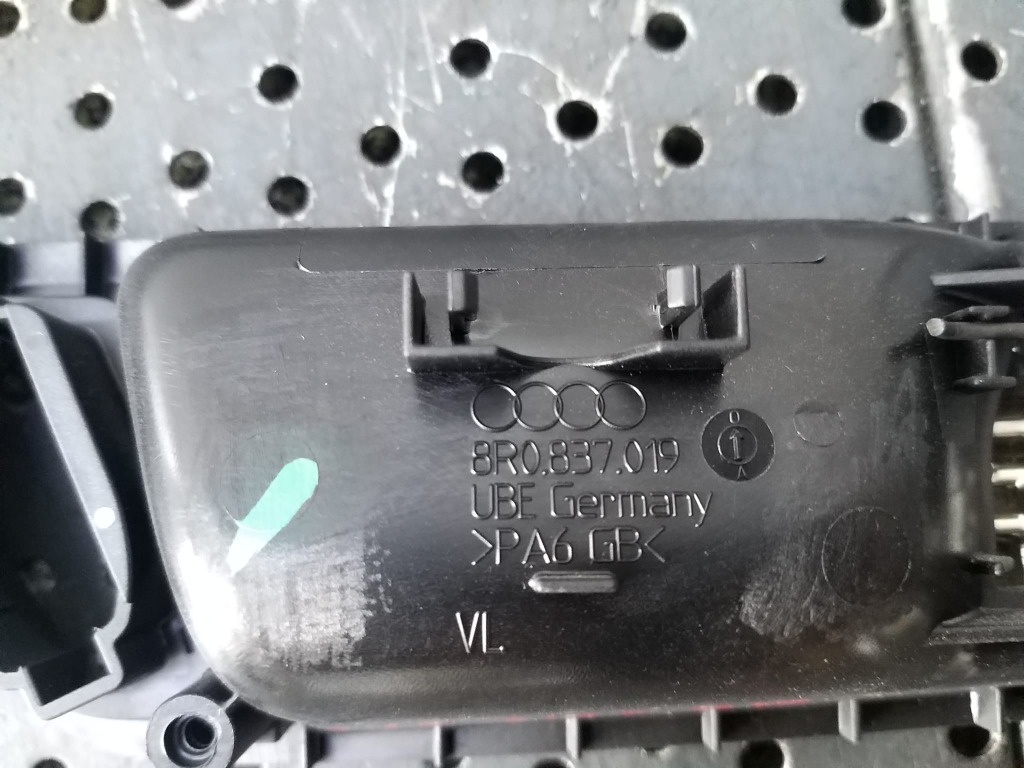 8R0.837.019
UBE Germany
>PA6 GB<
VL